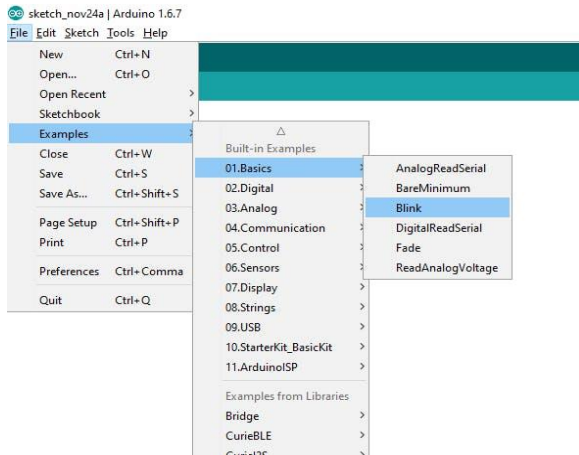 sketch_nov24a | Arduino 1.6.7
File Edit Sketch Tools Help
New Ctrl+N
Open... Ctrl+O
Open Recent >
Sketchbook >
Examples >
Close Ctrl+W
Save Ctrl+S
Save As... Ctrl+Shift+S
Page Setup Ctrl+Shift+P
Print Ctrl+P
Preferences Ctrl+Comma
Quit Ctrl+Q
△
Built-in Examples
01.Basics >
02.Digital >
03.Analog >
04.Communication >
05.Control >
06.Sensors >
07.Display >
08.Strings >
09.USB >
10.StarterKit_BasicKit >
11.ArduinoISP >
Examples from Libraries
Bridge >
CurieBLE >
AnalogReadSerial
BareMinimum
Blink
DigitalReadSerial
Fade
ReadAnalogVoltage